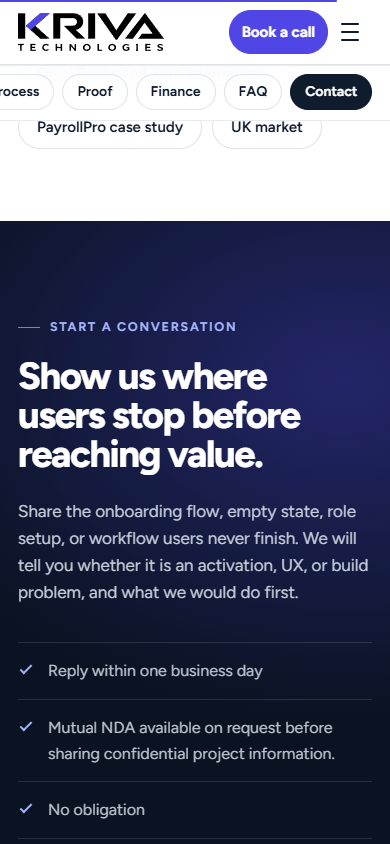 KRIVA
TECHNOLOGIES
Book a call
rocess
Proof
Finance
FAQ
Contact
PayrollPro case study
UK market
START A CONVERSATION
Show us where
users stop before
reaching value.
Share the onboarding flow, empty state, role
setup, or workflow users never finish. We will
tell you whether it is an activation, UX, or build
problem, and what we would do first.
Reply within one business day
Mutual NDA available on request before
sharing confidential project information.
No obligation